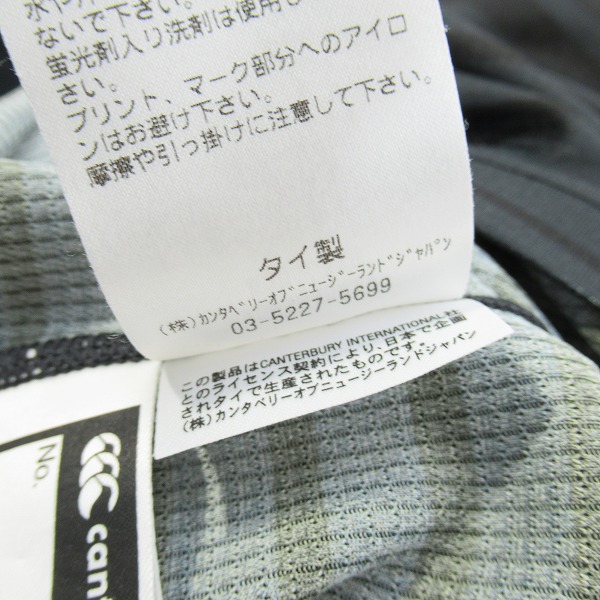 ないで下さい。
蛍光剤入り洗剤は使用し
さい。
プリント、マーク部分へのアイロ
ンはお避け下さい。
摩擦や引っ掛けに注意して下さい。
タイ製
(株)カンタベリーオブニュージーランドジャパン
03-5227-5699
この製品はCANTERBURY INTERNATIONAL社
とのライセンス契約により、日本で企画
されタイで生産されたものです。
(株)カンタベリーオブニュージーランドジャパン
No.
can